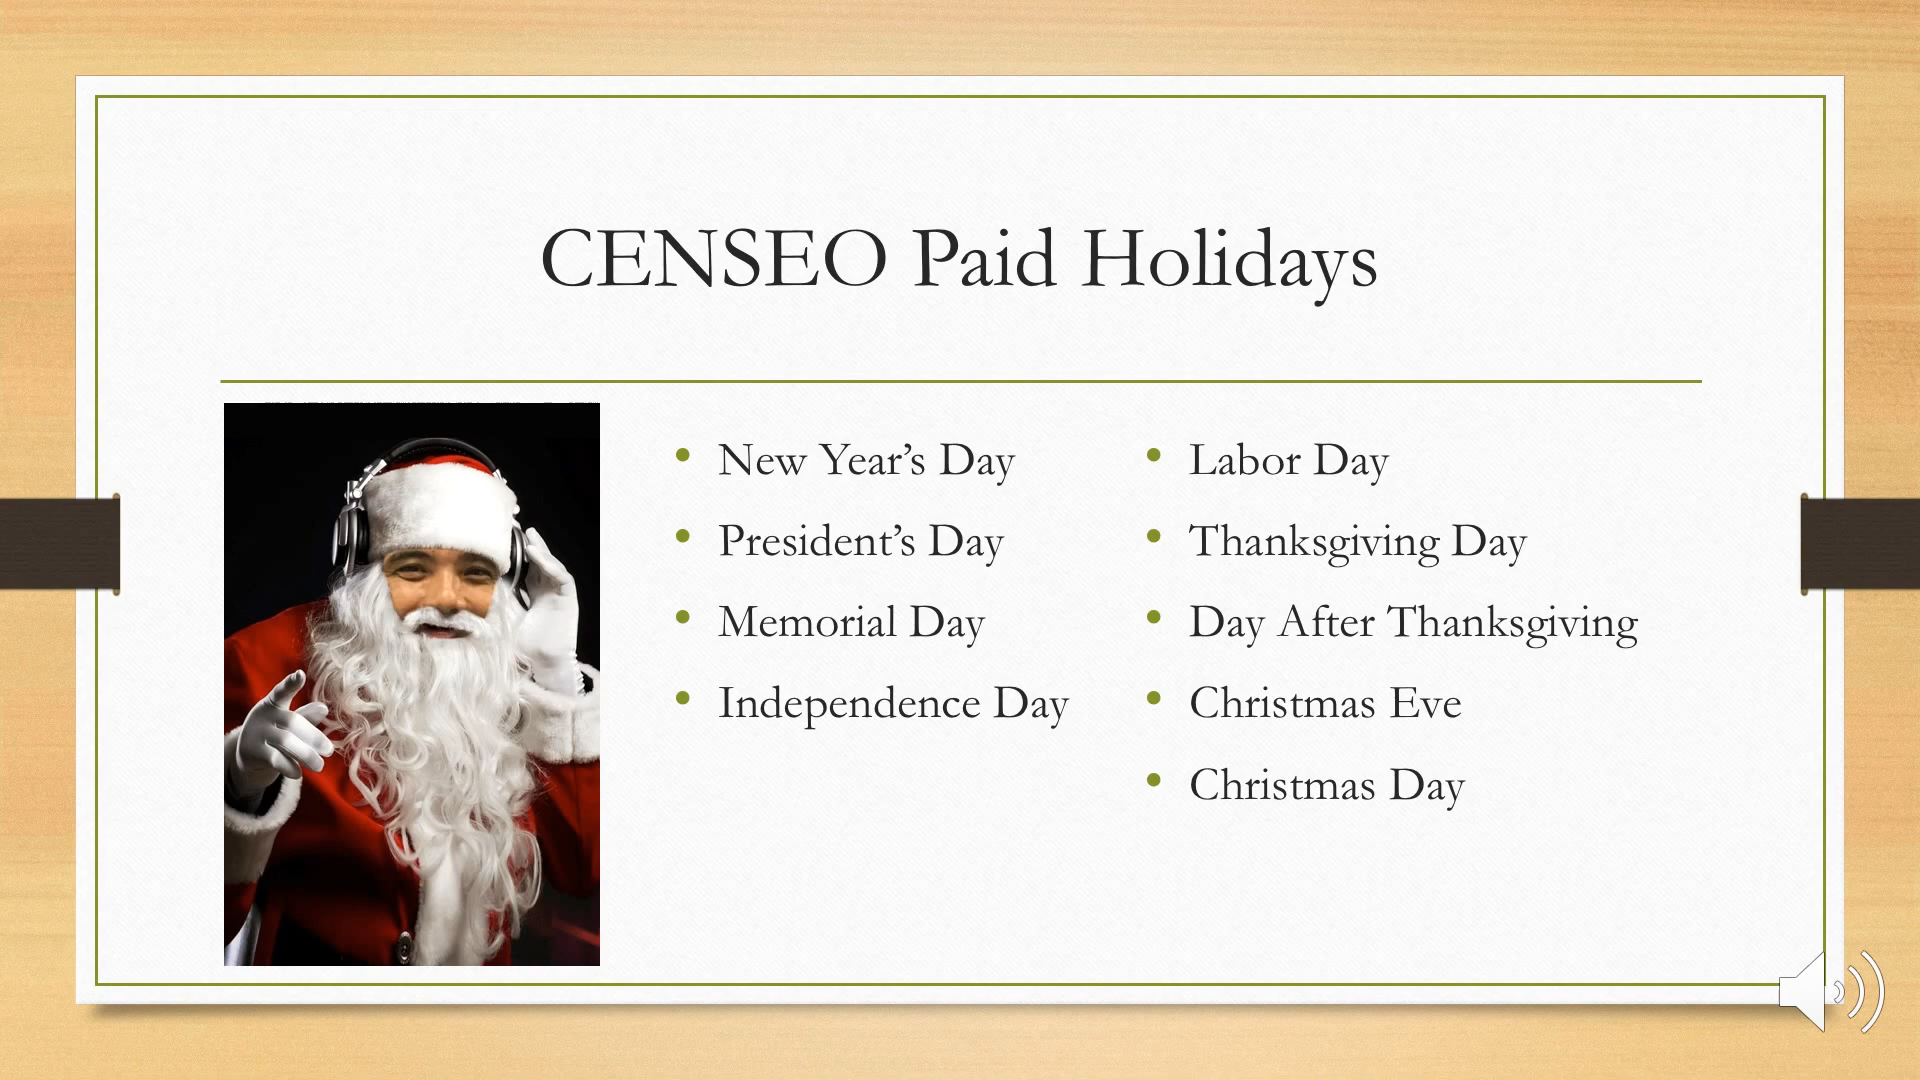 CENSEO Paid Holidays
• New Year’s Day
• President’s Day
• Memorial Day
• Independence Day
• Labor Day
• Thanksgiving Day
• Day After Thanksgiving
• Christmas Eve
• Christmas Day